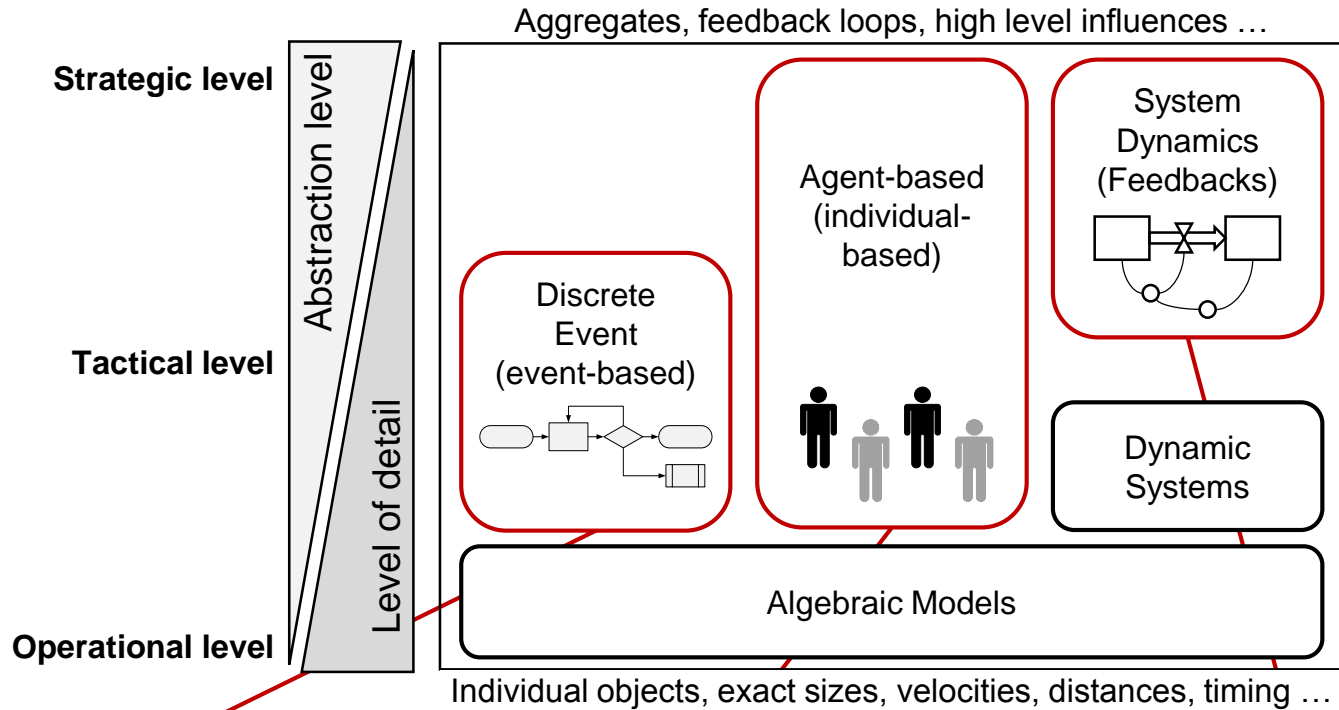 Aggregates, feedback loops, high level influences …
Strategic level
Abstraction level
Tactical level
Level of detail
Operational level
Discrete
Event
(event-based)
Agent-based
(individual-
based)
System
Dynamics
(Feedbacks)
Dynamic
Systems
Algebraic Models
Individual objects, exact sizes, velocities, distances, timing …